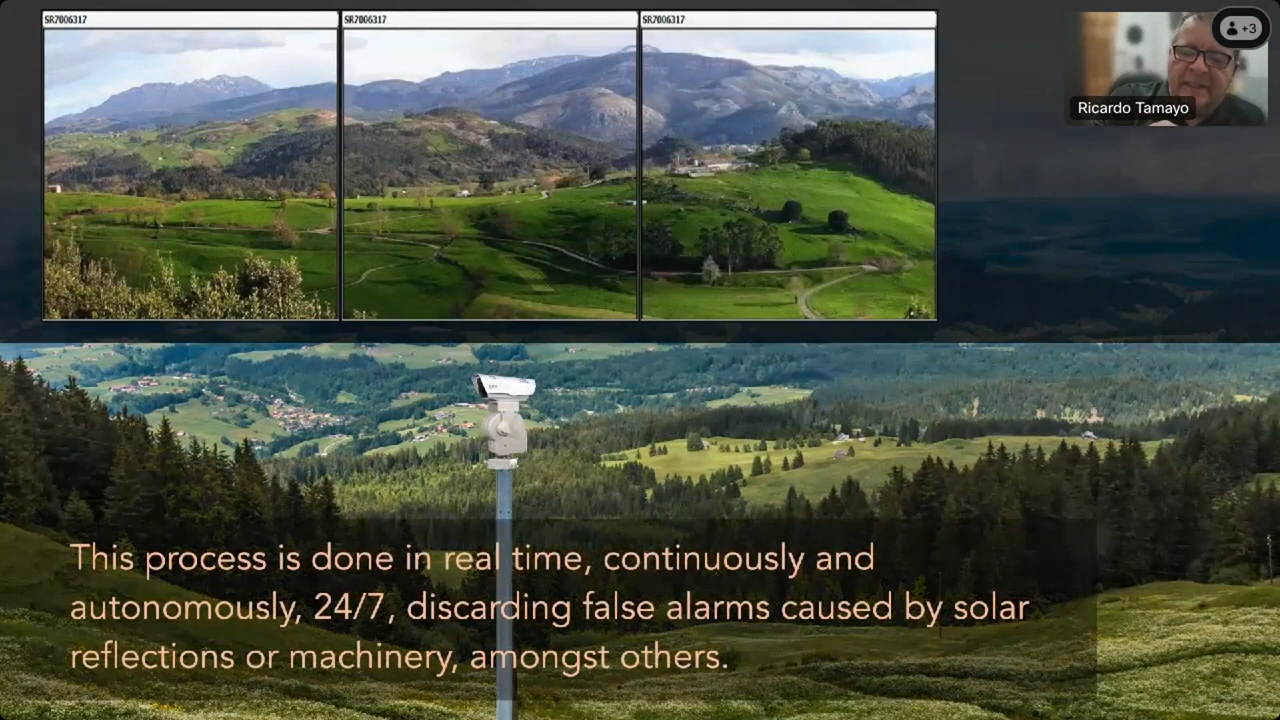 SR7006317
SR7006317
SR7006317
+3
Ricardo Tamayo
This process is done in real time, continuously and
autonomously, 24/7, discarding false alarms caused by solar
reflections or machinery, amongst others.